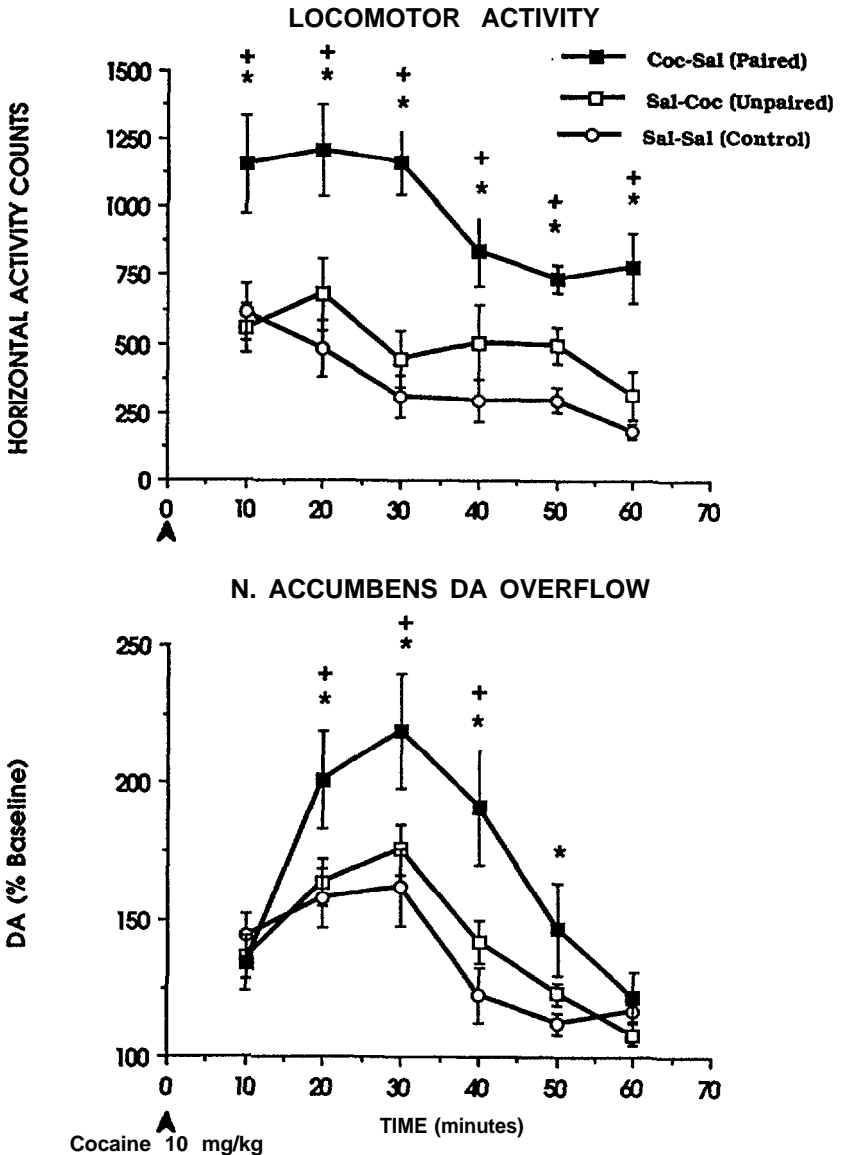 LOCOMOTOR ACTIVITY
HORIZONTAL ACTIVITY COUNTS
1500
1250
1000
750
500
250
0
Coc-Sal (Paired)
Sal-Coc (Unpaired)
Sal-Sal (Control)
+ + + + + +
* * * * * *
0 10 20 30 40 50 60 70
N. ACCUMBENS DA OVERFLOW
DA (% Baseline)
250
200
150
100
+ + +
* * * *
0 10 20 30 40 50 60 70
TIME (minutes)
Cocaine 10 mg/kg